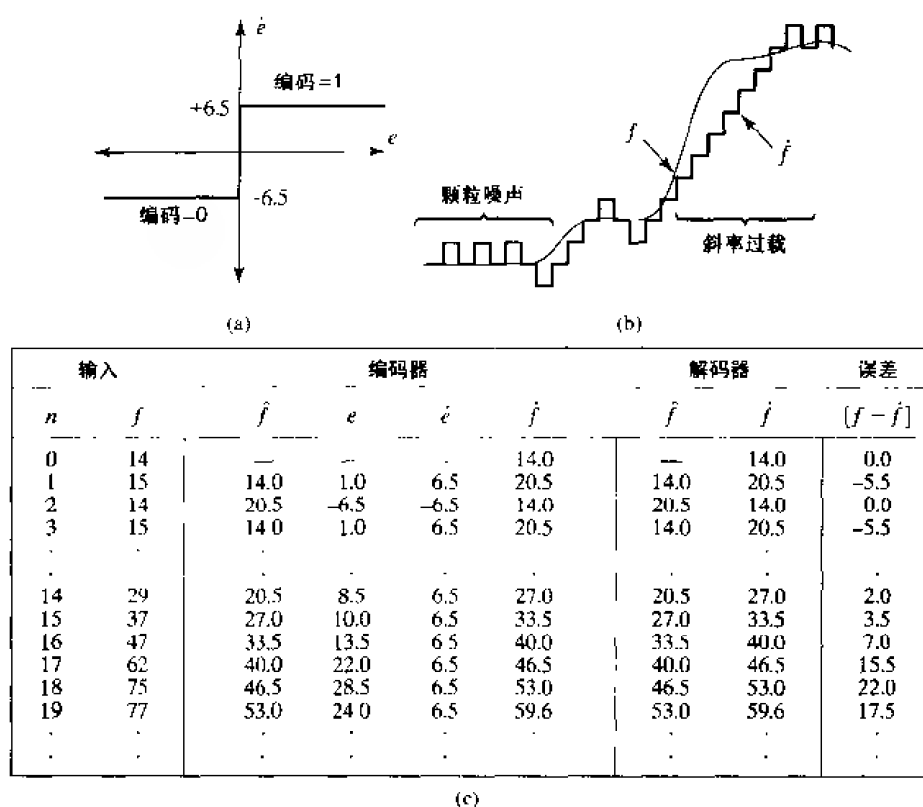 ė
编码=1
+6.5
e
-6.5
编码=0
(a)
f
ḟ
颗粒噪声
斜率过载
(b)
输入 编码器 解码器 误差
n f f̂ e ė ḟ f̂ ḟ [f − ḟ]
0 14 — — · 14.0 — 14.0 0.0
1 15 14.0 1.0 6.5 20.5 14.0 20.5 −5.5
2 14 20.5 −6.5 −6.5 14.0 20.5 14.0 0.0
3 15 14.0 1.0 6.5 20.5 14.0 20.5 −5.5
· · · · · · · · ·
· · · · · · · · ·
14 29 20.5 8.5 6.5 27.0 20.5 27.0 2.0
15 37 27.0 10.0 6.5 33.5 27.0 33.5 3.5
16 47 33.5 13.5 6.5 40.0 33.5 40.0 7.0
17 62 40.0 22.0 6.5 46.5 40.0 46.5 15.5
18 75 46.5 28.5 6.5 53.0 46.5 53.0 22.0
19 77 53.0 24.0 6.5 59.6 53.0 59.6 17.5
· · · · · · · · ·
· · · · · · · · ·
(c)